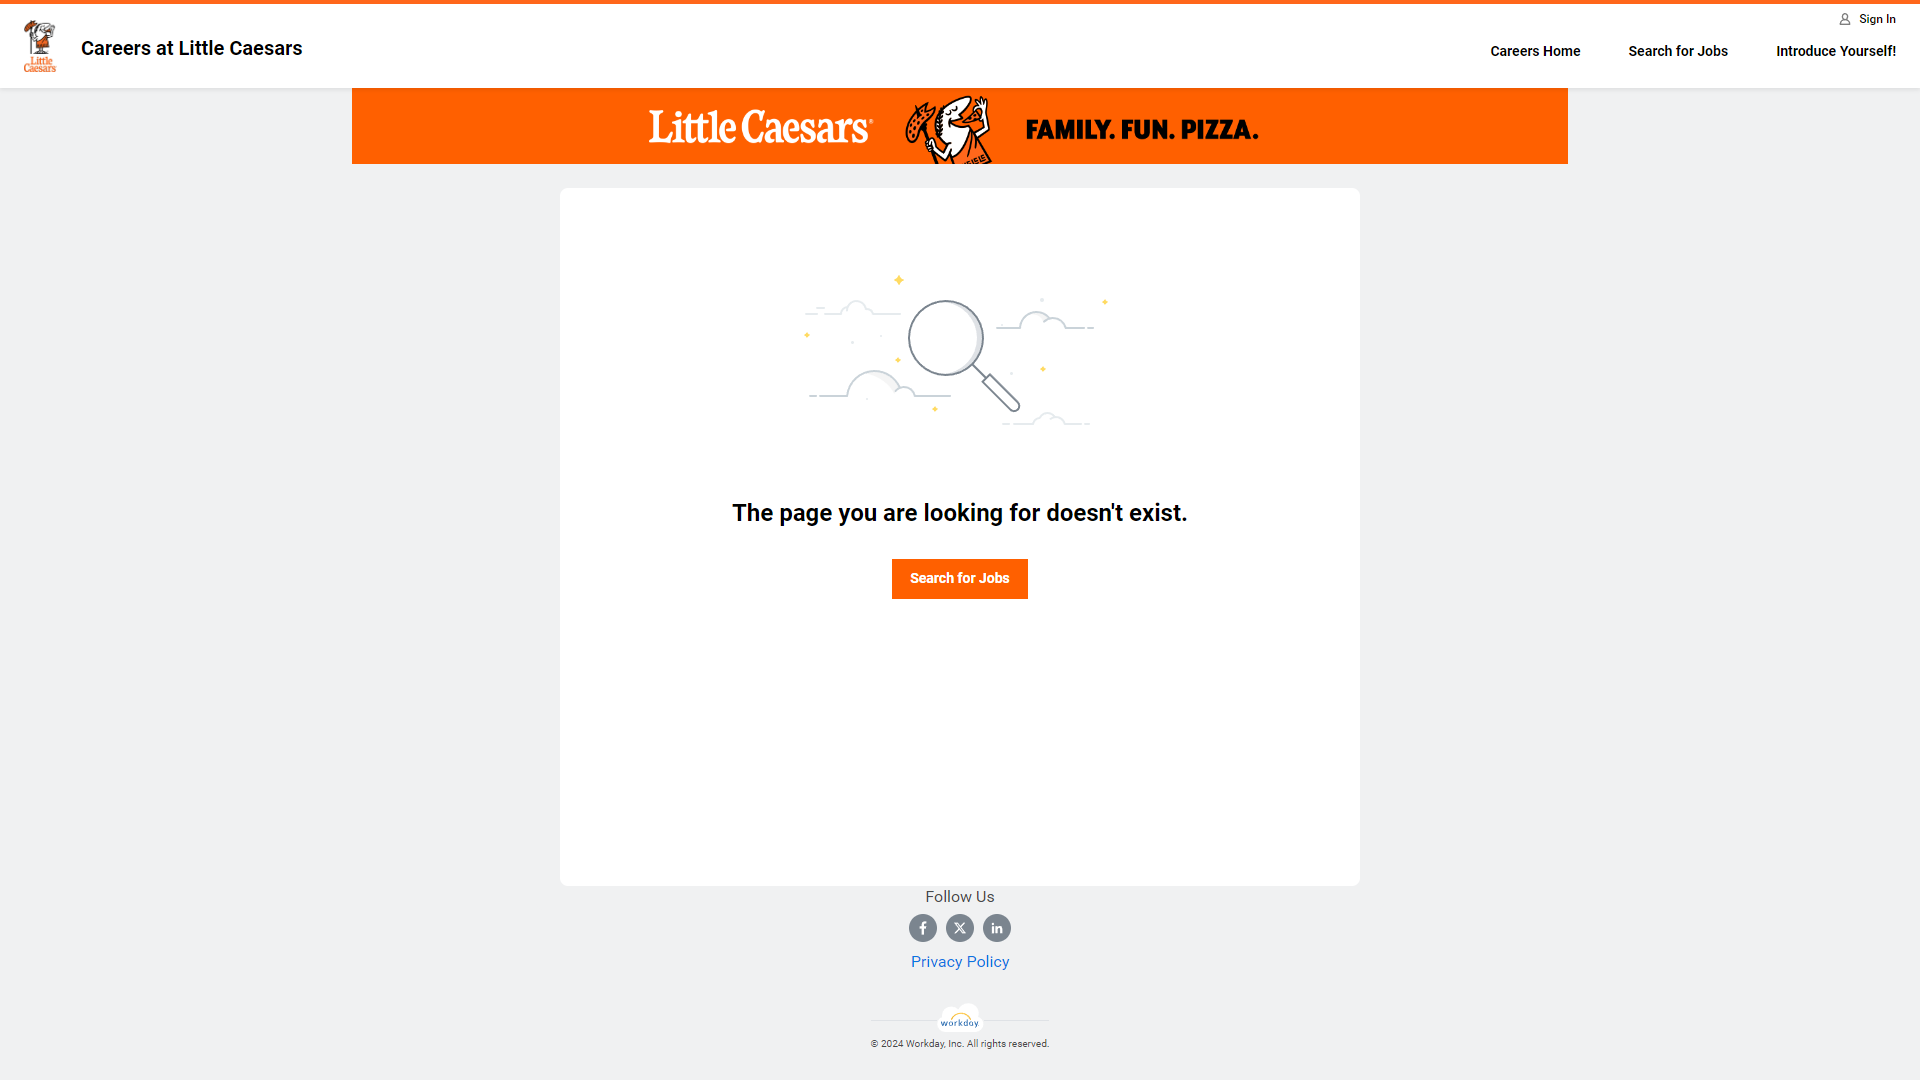 Sign In
Little
Caesars
Careers at Little Caesars
Careers Home
Search for Jobs
Introduce Yourself!
Little Caesars®
FAMILY. FUN. PIZZA.
The page you are looking for doesn't exist.
Search for Jobs
Follow Us
Privacy Policy
workday.
© 2024 Workday, Inc. All rights reserved.